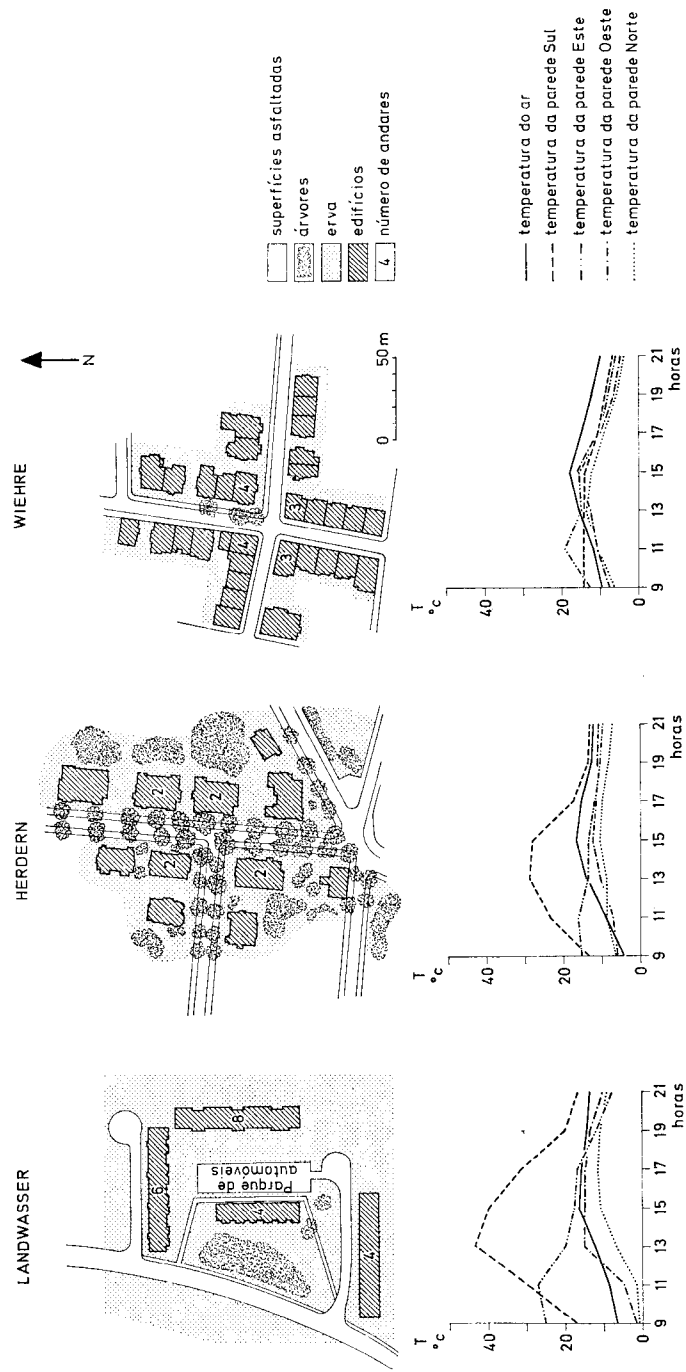 LANDWASSER
6
8
4
Parque de
automóveis
4
HERDERN
2
2
2
2
WIEHRE
N
4
4
3
3
0 50 m
superfícies asfaltadas
árvores
erva
edifícios
4 número de andares
T
°c
40
20
0
9 11 13 15 17 19 21
horas
T
°c
40
20
0
9 11 13 15 17 19 21
horas
T
°c
40
20
0
9 11 13 15 17 19 21
horas
temperatura do ar
temperatura da parede Sul
temperatura da parede Este
temperatura da parede Oeste
temperatura da parede Norte